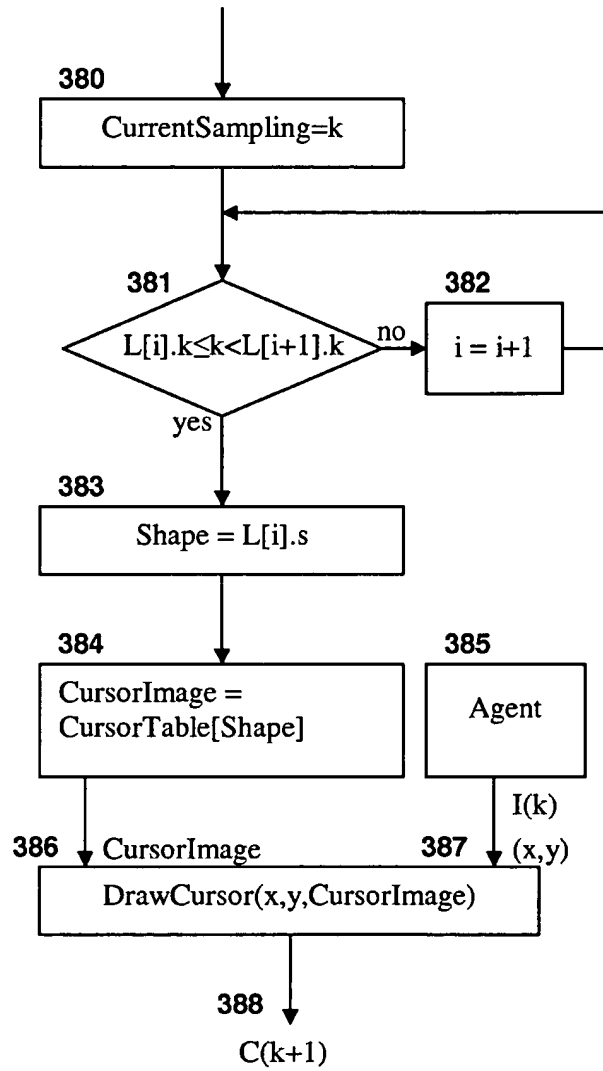 380
CurrentSampling=k
381
382
L[i].k≤k<L[i+1].k
no
i = i+1
yes
383
Shape = L[i].s
384
385
CursorImage =
CursorTable[Shape]
Agent
I(k)
386
CursorImage
387
(x,y)
DrawCursor(x,y,CursorImage)
388
C(k+1)